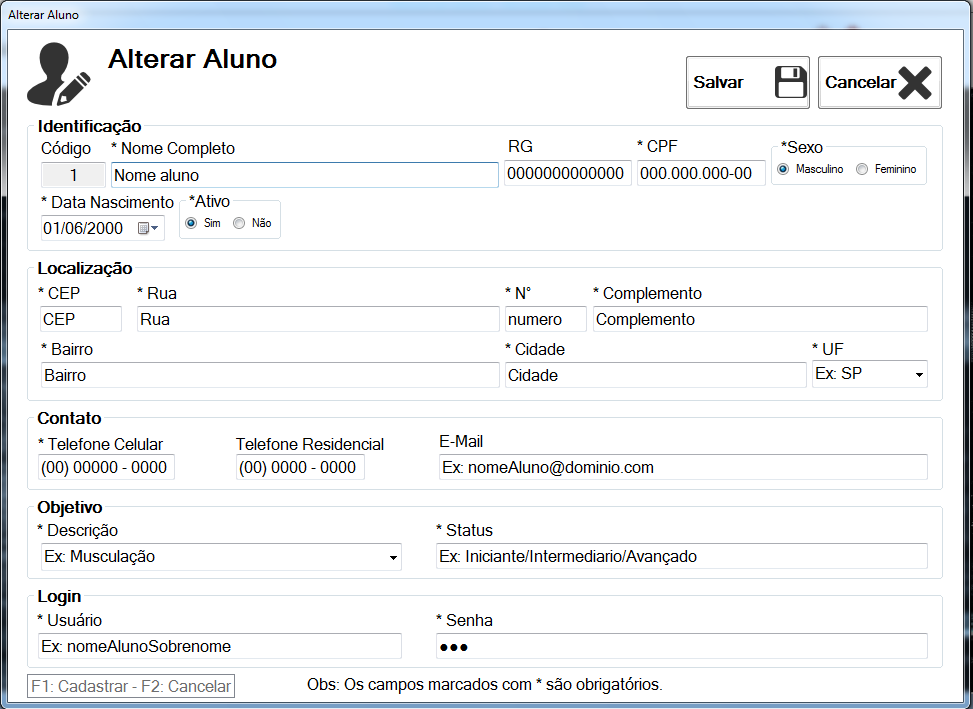 Alterar Aluno
Alterar Aluno
Salvar
Cancelar
Identificação
Código * Nome Completo RG * CPF *Sexo
1 Nome aluno 0000000000000 000.000.000-00 Masculino Feminino
* Data Nascimento *Ativo
01/06/2000 Sim Não
Localização
* CEP * Rua * N° * Complemento
CEP Rua numero Complemento
* Bairro * Cidade * UF
Bairro Cidade Ex: SP
Contato
* Telefone Celular Telefone Residencial E-Mail
(00) 00000 - 0000 (00) 0000 - 0000 Ex: nomeAluno@dominio.com
Objetivo
* Descrição * Status
Ex: Musculação Ex: Iniciante/Intermediario/Avançado
Login
* Usuário * Senha
Ex: nomeAlunoSobrenome ●●●
F1: Cadastrar - F2: Cancelar Obs: Os campos marcados com * são obrigatórios.